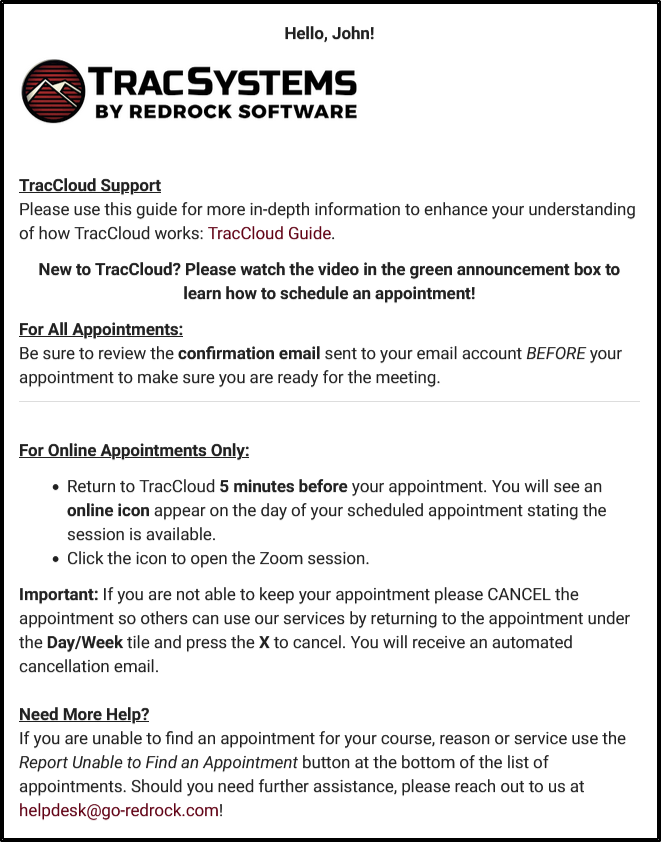 Hello, John!
TRACSYSTEMS
BY REDROCK SOFTWARE
TracCloud Support
Please use this guide for more in-depth information to enhance your understanding
of how TracCloud works: TracCloud Guide.
New to TracCloud? Please watch the video in the green announcement box to
learn how to schedule an appointment!
For All Appointments:
Be sure to review the confirmation email sent to your email account BEFORE your
appointment to make sure you are ready for the meeting.
For Online Appointments Only:
• Return to TracCloud 5 minutes before your appointment. You will see an
online icon appear on the day of your scheduled appointment stating the
session is available.
• Click the icon to open the Zoom session.
Important: If you are not able to keep your appointment please CANCEL the
appointment so others can use our services by returning to the appointment under
the Day/Week tile and press the X to cancel. You will receive an automated
cancellation email.
Need More Help?
If you are unable to find an appointment for your course, reason or service use the
Report Unable to Find an Appointment button at the bottom of the list of
appointments. Should you need further assistance, please reach out to us at
helpdesk@go-redrock.com!